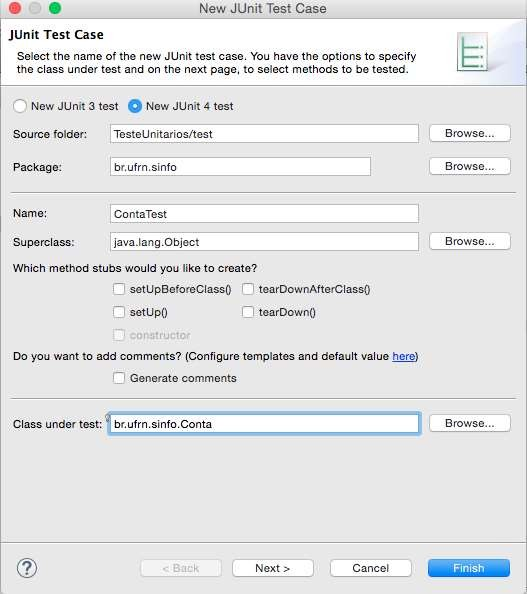 New JUnit Test Case
JUnit Test Case
Select the name of the new JUnit test case. You have the options to specify
the class under test and on the next page, to select methods to be tested.
New JUnit 3 test New JUnit 4 test
Source folder: TesteUnitarios/test Browse...
Package: br.ufrn.sinfo Browse...
Name: ContaTest
Superclass: java.lang.Object Browse...
Which method stubs would you like to create?
setUpBeforeClass() tearDownAfterClass()
setUp() tearDown()
constructor
Do you want to add comments? (Configure templates and default value here)
Generate comments
Class under test: br.ufrn.sinfo.Conta Browse...
? < Back Next > Cancel Finish